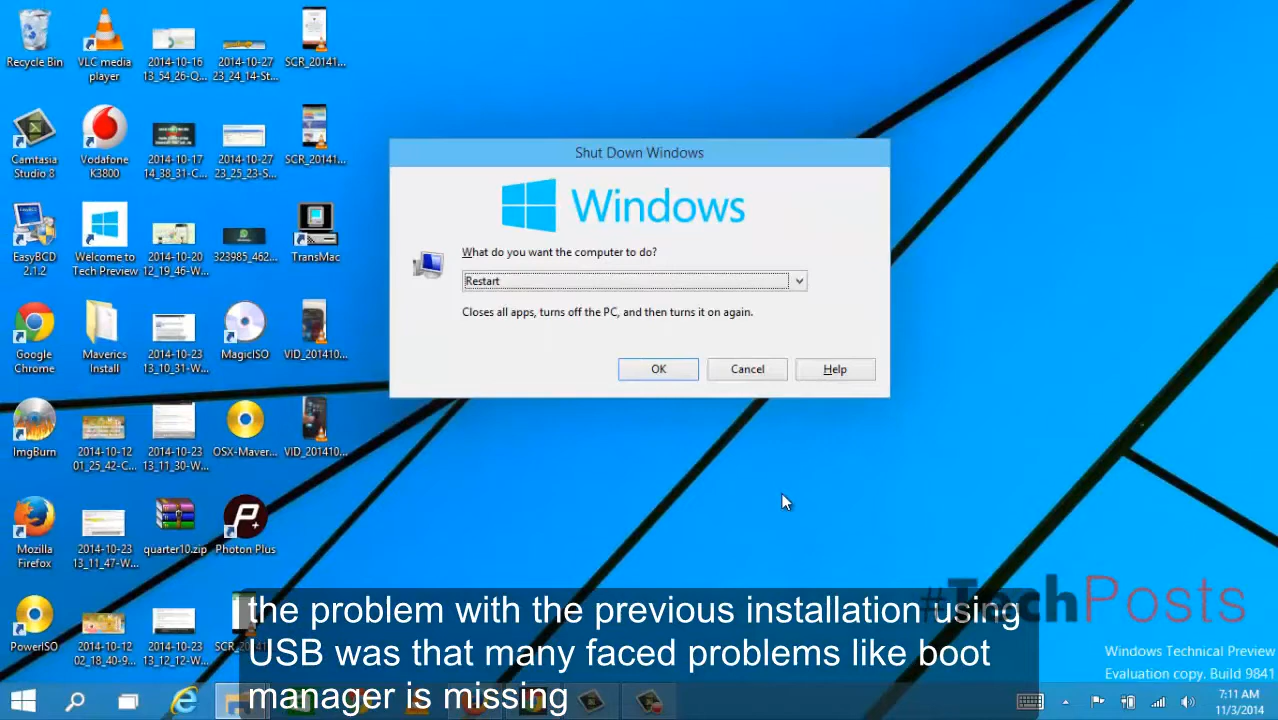 Recycle Bin
VLC media
player
2014-10-16
13_54_26-Q...
2014-10-27
23_24_14-St...
SCR_20141...
Camtasia
Studio 8
Vodafone
K3800
2014-10-17
14_38_31-C...
2014-10-27
23_25_23-S...
SCR_20141...
EasyBCD
2.1.2
Welcome to
Tech Preview
2014-10-20
12_19_46-W...
323985_462...
TransMac
Google
Chrome
Maverics
Install
2014-10-23
13_10_31-W...
MagicISO
VID_201410...
ImgBurn
2014-10-12
01_25_42-C...
2014-10-23
13_11_30-W...
OSX-Maver...
VID_201410...
Mozilla
Firefox
2014-10-23
13_11_47-W...
quarter10.zip
Photon Plus
PowerISO
2014-10-12
02_18_40-9...
2014-10-23
13_12_12-W...
Shut Down Windows
Windows
What do you want the computer to do?
Restart
Closes all apps, turns off the PC, and then turns it on again.
OK
Cancel
Help
#TechPosts
the problem with the previous installation using
USB was that many faced problems like boot
manager is missing
Windows Technical Preview
Evaluation copy. Build 9841
7:11 AM
11/3/2014